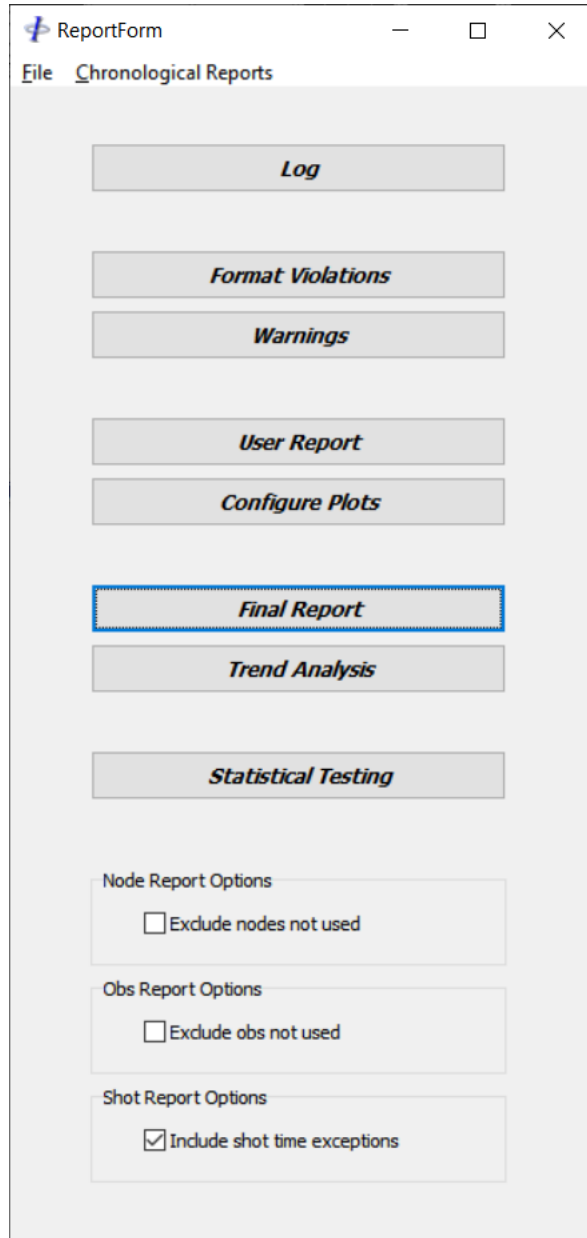 ReportForm
File Chronological Reports
Log
Format Violations
Warnings
User Report
Configure Plots
Final Report
Trend Analysis
Statistical Testing
Node Report Options
Exclude nodes not used
Obs Report Options
Exclude obs not used
Shot Report Options
Include shot time exceptions